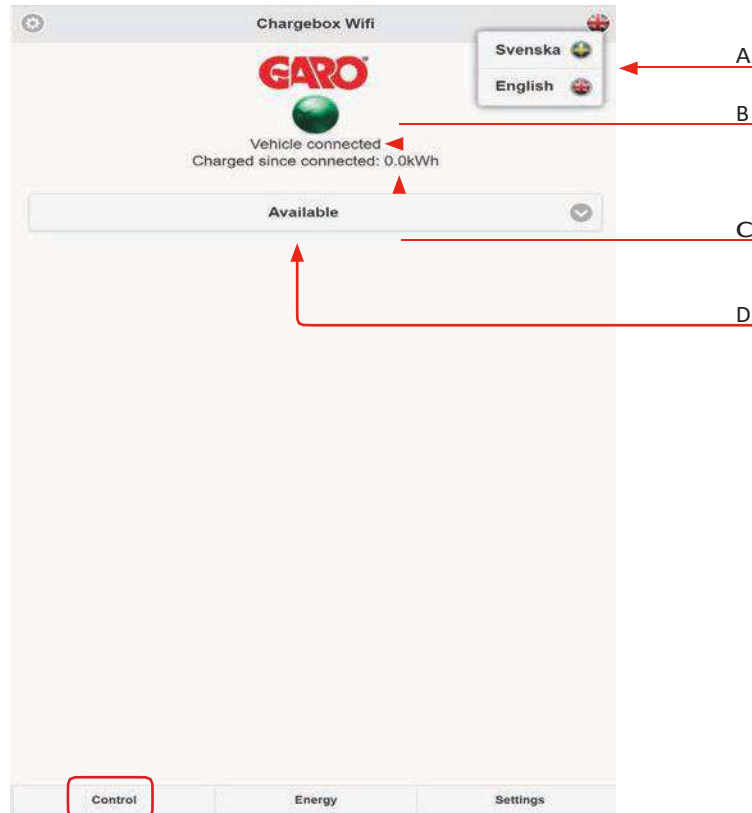 Chargebox Wifi
Svenska
English
GARO
Vehicle connected
Charged since connected: 0.0kWh
Available
A
B
C
D
Control Energy Settings